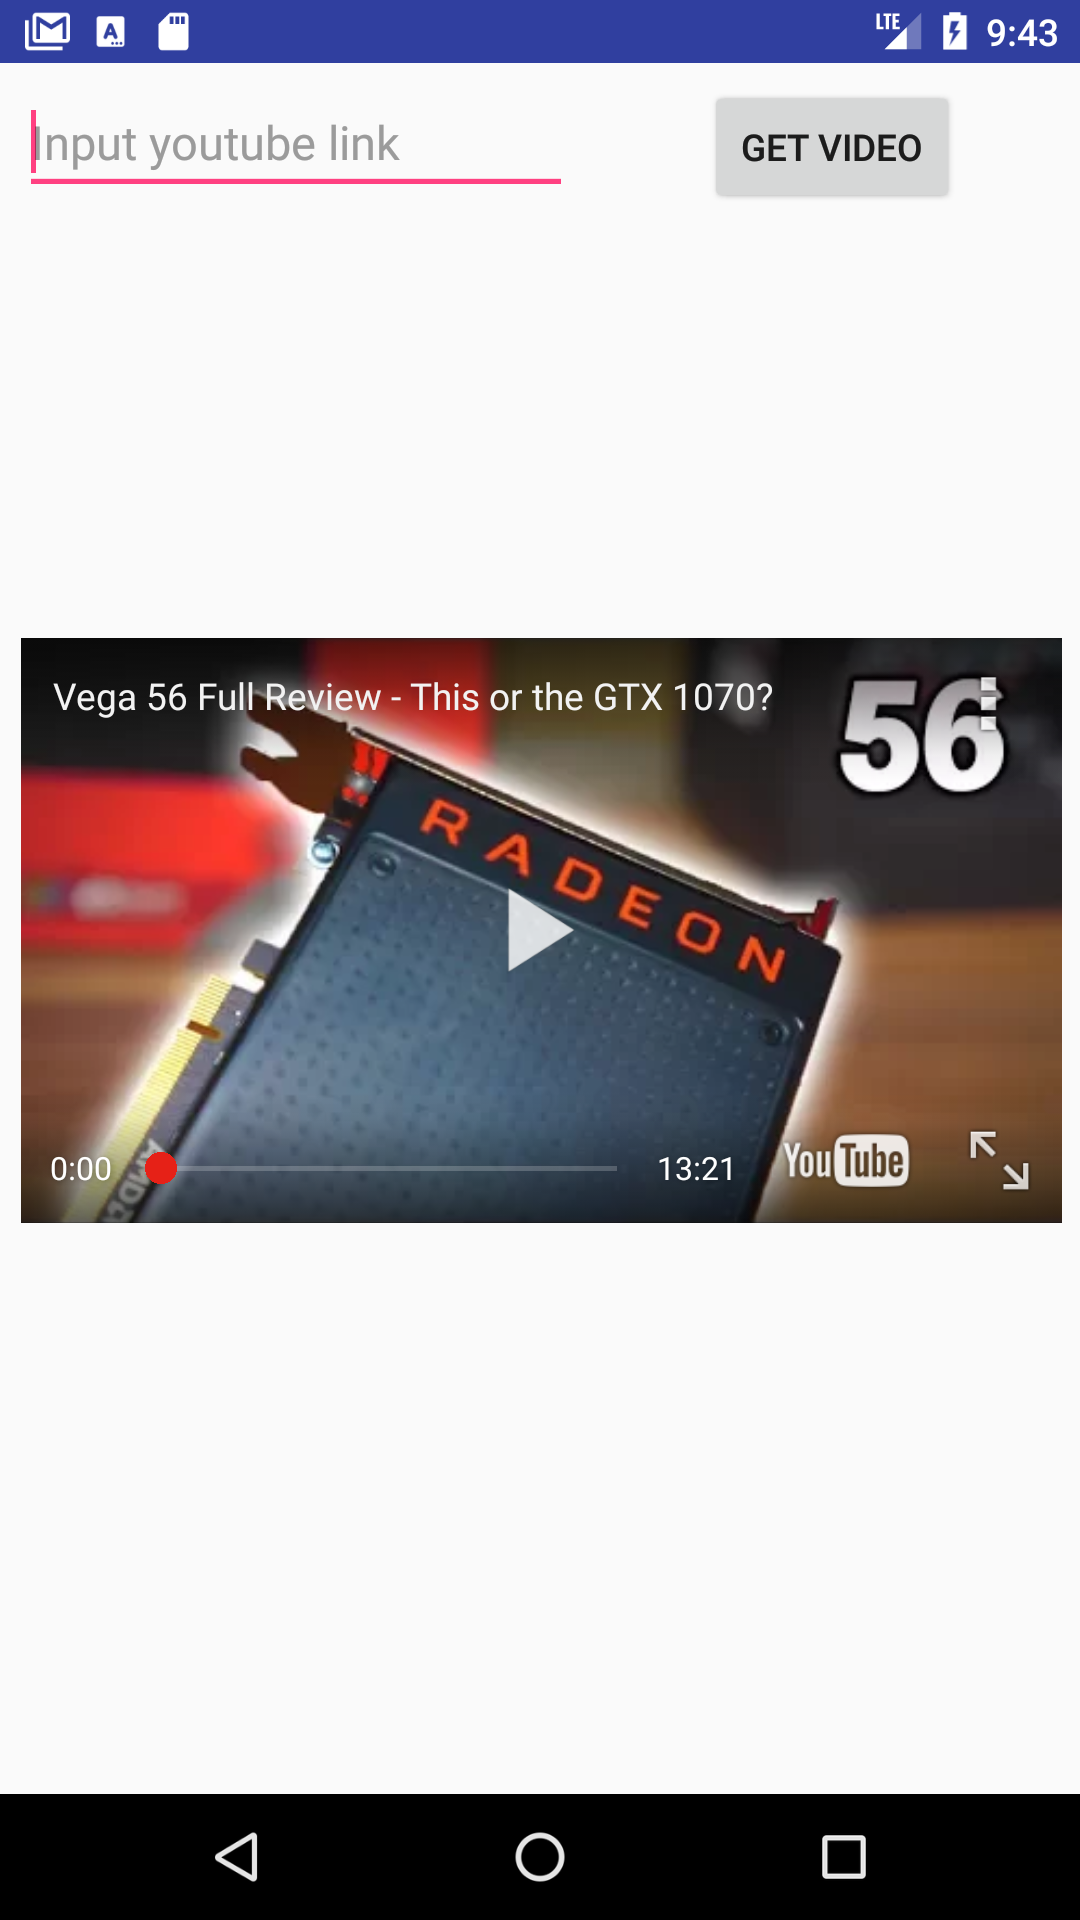 LTE 9:43
Input youtube link
GET VIDEO
Vega 56 Full Review - This or the GTX 1070?
56
RADEON
AMD
0:00
13:21
YouTube